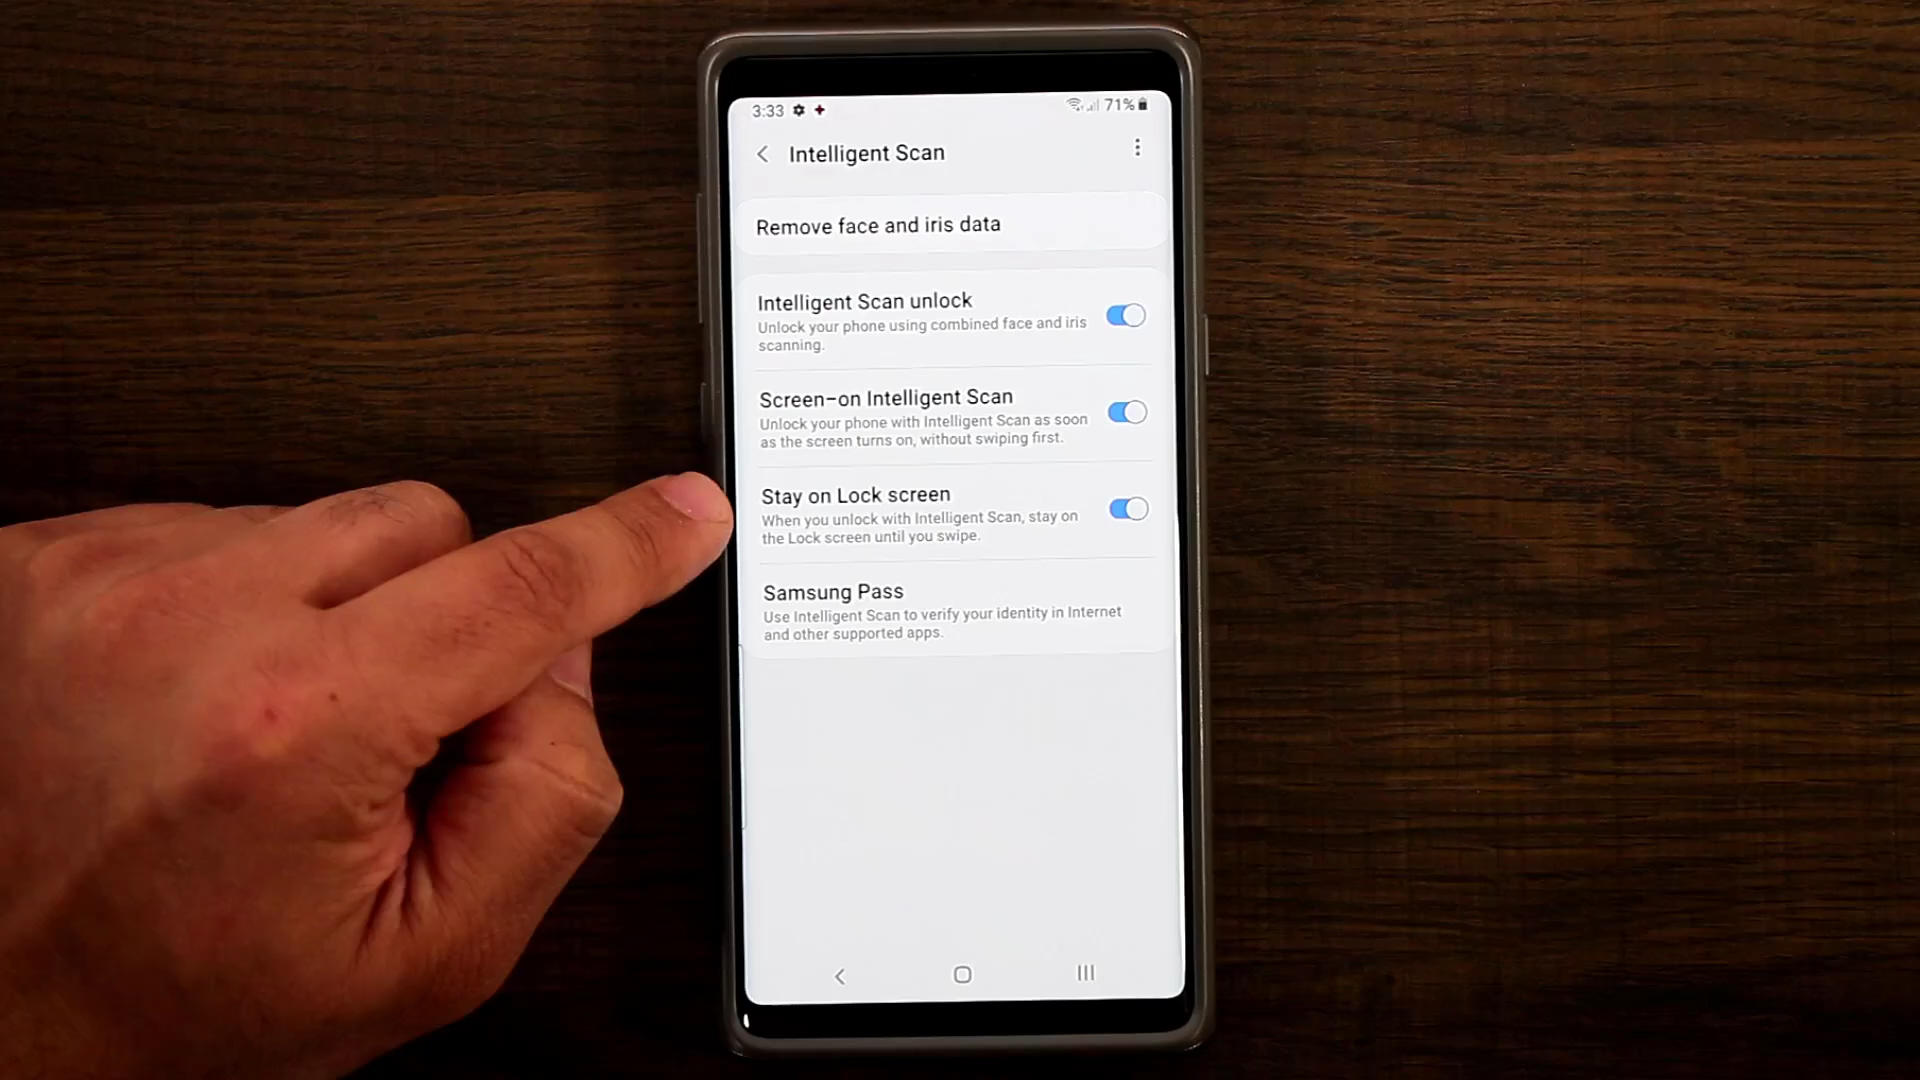 3:33
71%
Intelligent Scan
Remove face and iris data
Intelligent Scan unlock
Unlock your phone using combined face and iris
scanning.
Screen-on Intelligent Scan
Unlock your phone with Intelligent Scan as soon
as the screen turns on, without swiping first.
Stay on Lock screen
When you unlock with Intelligent Scan, stay on
the Lock screen until you swipe.
Samsung Pass
Use Intelligent Scan to verify your identity in Internet
and other supported apps.